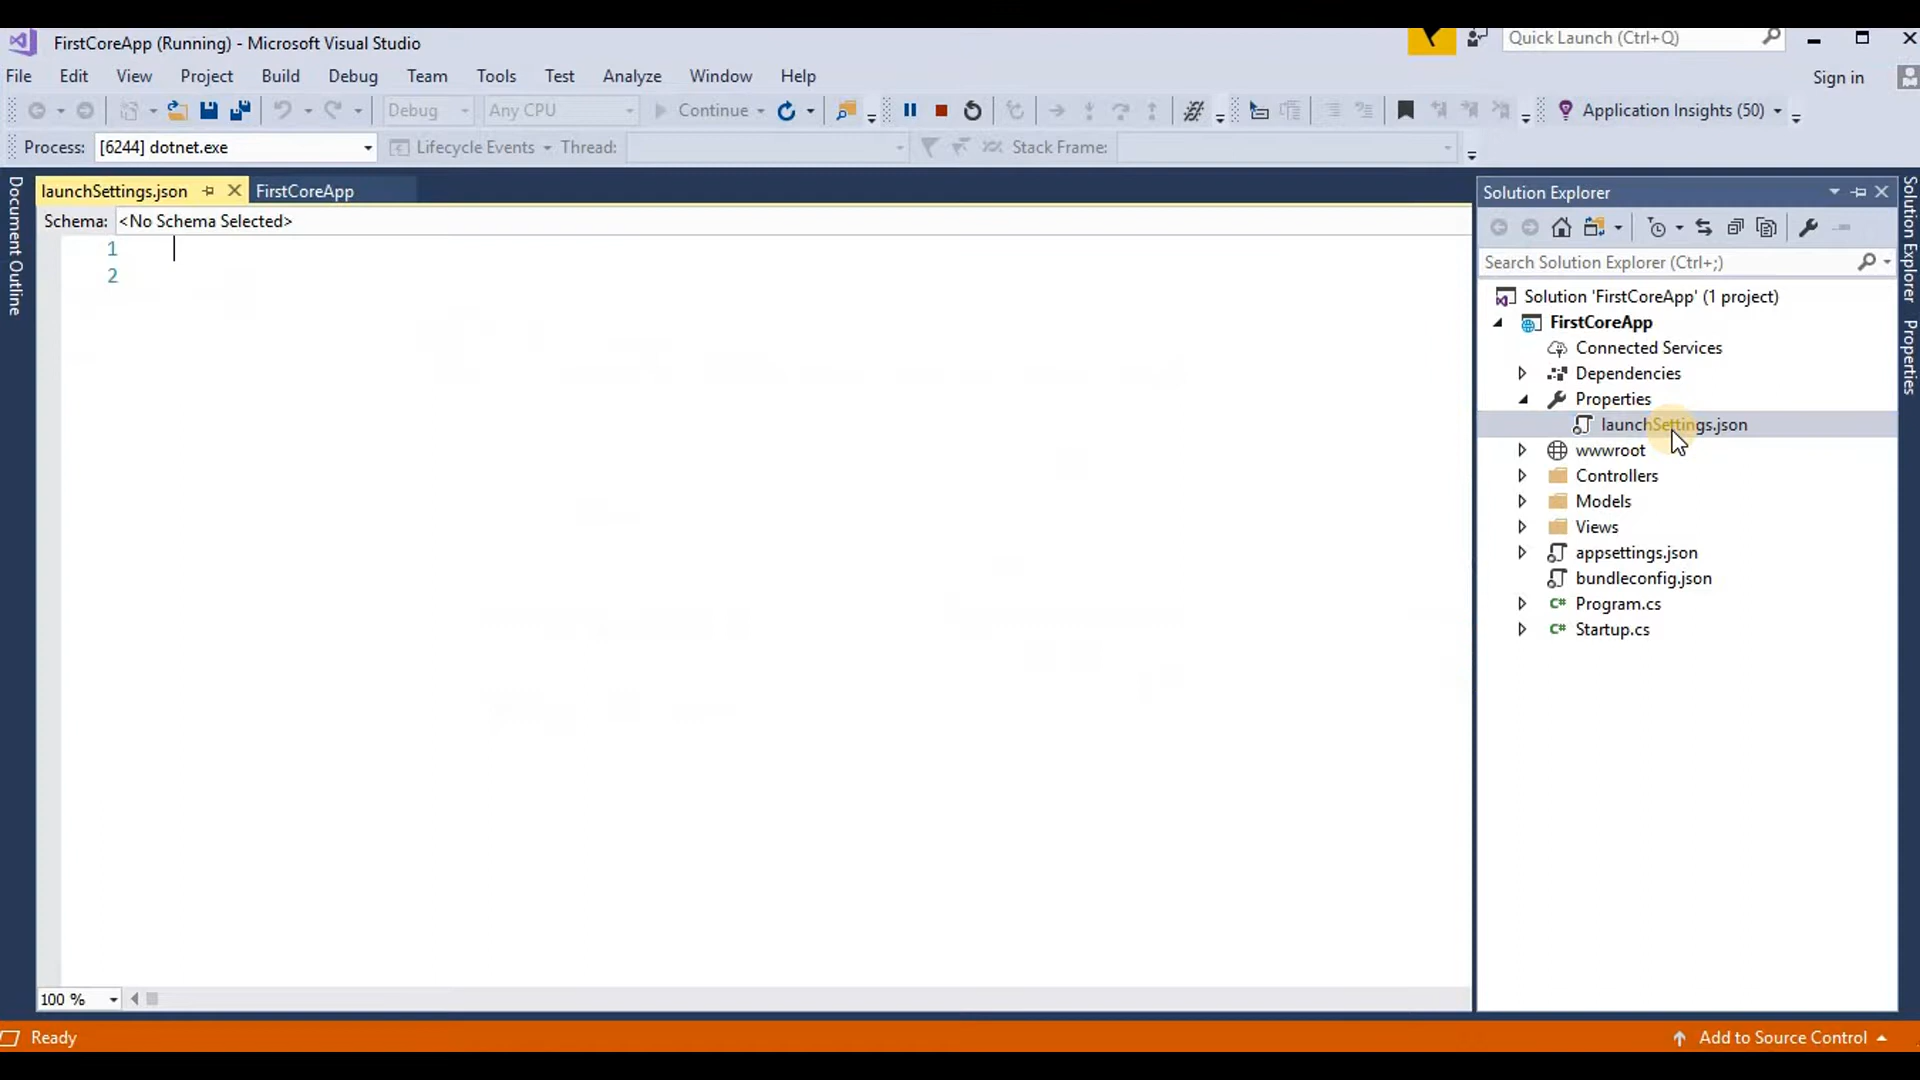 FirstCoreApp (Running) - Microsoft Visual Studio
Quick Launch (Ctrl+Q)
File Edit View Project Build Debug Team Tools Test Analyze Window Help
Sign in
Debug Any CPU Continue Application Insights (50)
Process: [6244] dotnet.exe Lifecycle Events Thread: Stack Frame:
Document Outline
launchSettings.json FirstCoreApp
Schema: <No Schema Selected>
1
2
100 %
Solution Explorer
Search Solution Explorer (Ctrl+;)
Solution 'FirstCoreApp' (1 project)
FirstCoreApp
Connected Services
Dependencies
Properties
launchSettings.json
wwwroot
Controllers
Models
Views
appsettings.json
bundleconfig.json
C# Program.cs
C# Startup.cs
Solution Explorer
Properties
Ready
Add to Source Control